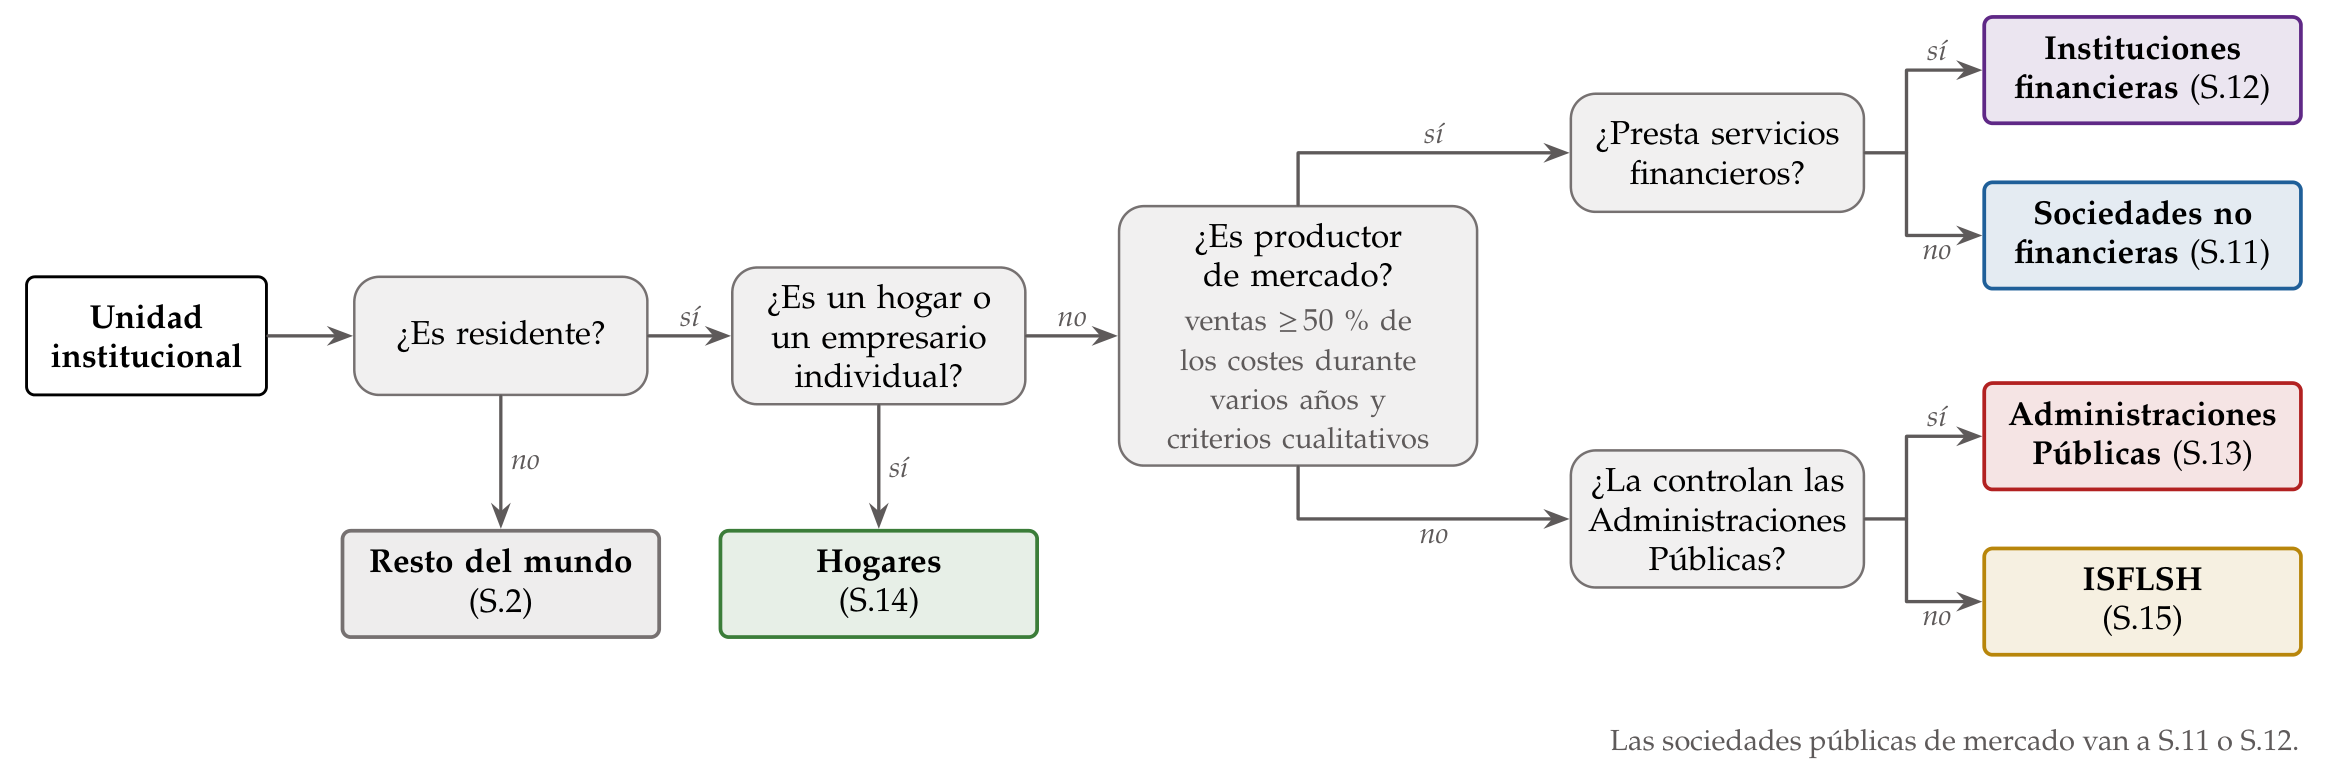 Unidad
institucional
¿Es residente?
sí
no
Resto del mundo
(S.2)
¿Es un hogar o
un empresario
individual?
no
sí
Hogares
(S.14)
¿Es productor
de mercado?
ventas ≥ 50 % de
los costes durante
varios años y
criterios cualitativos
sí
no
¿Presta servicios
financieros?
sí
no
Instituciones
financieras (S.12)
Sociedades no
financieras (S.11)
¿La controlan las
Administraciones
Públicas?
sí
no
Administraciones
Públicas (S.13)
ISFLSH
(S.15)
Las sociedades públicas de mercado van a S.11 o S.12.